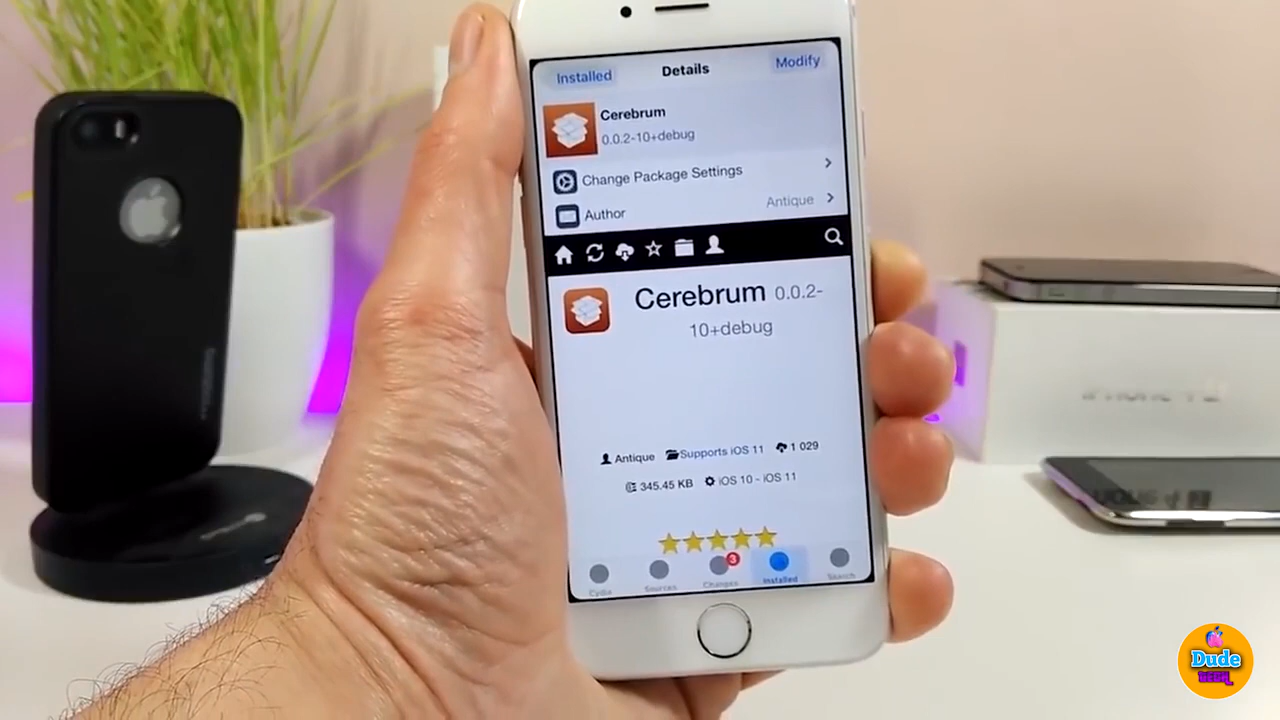 Installed Details Modify
Cerebrum
0.0.2-10+debug
Change Package Settings
Author Antique
Cerebrum 0.0.2-
10+debug
Antique Supports iOS 11 1 029
345.45 KB iOS 10 - iOS 11
3
Cydia Sources Changes Installed Search
Dude
TECH